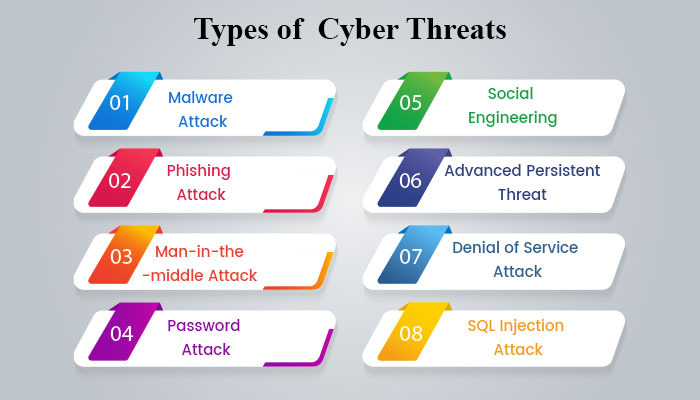 Types of Cyber Threats
01
Malware
Attack
02
Phishing
Attack
03
Man-in-the
-middle Attack
04
Password
Attack
05
Social
Engineering
06
Advanced Persistent
Threat
07
Denial of Service
Attack
08
SQL Injection
Attack